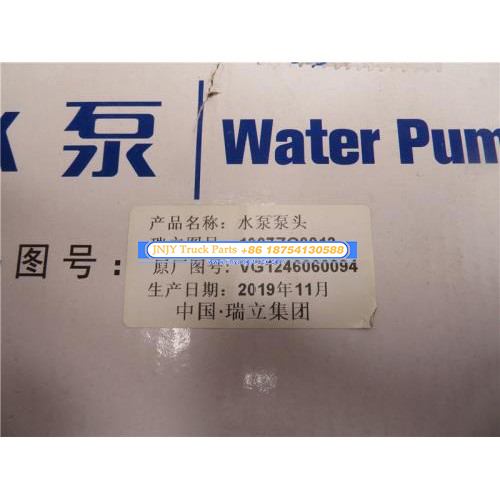 泵 Water Pum
图号:
产品名称: 水泵泵头
JNJY Truck Parts +86 18754130588
原厂图号: VG1246060094
生产日期: 2019年11月
中国·瑞立集团